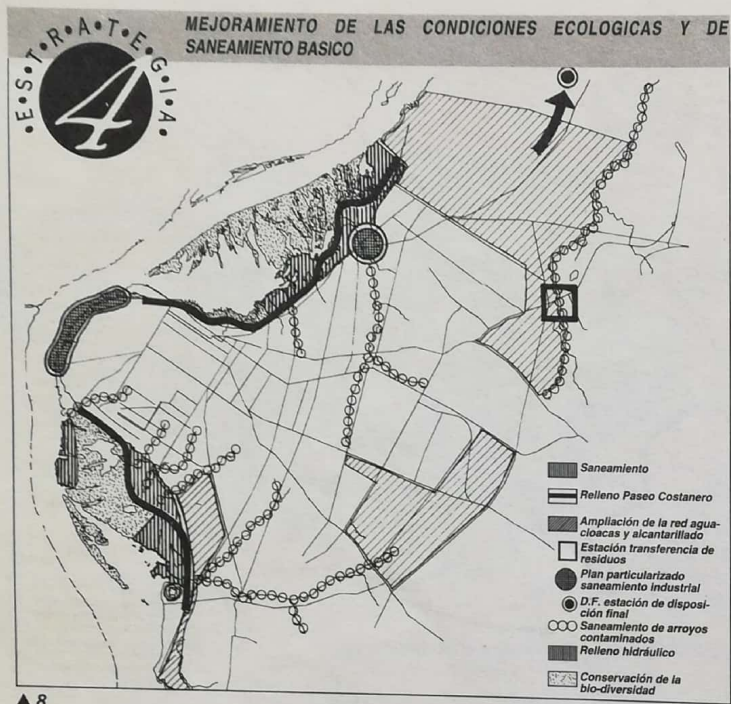 MEJORAMIENTO DE LAS CONDICIONES ECOLOGICAS Y DE
SANEAMIENTO BASICO
E·S·T·R·A·T·E·G·I·A·
4
Saneamiento
Relleno Paseo Costanero
Ampliación de la red agua-
cloacas y alcantarillado
Estación transferencia de
residuos
Plan particularizado
saneamiento industrial
D.F. estación de disposi-
ción final
Saneamiento de arroyos
contaminados
Relleno hidráulico
Conservación de la
bio-diversidad
▲ 8